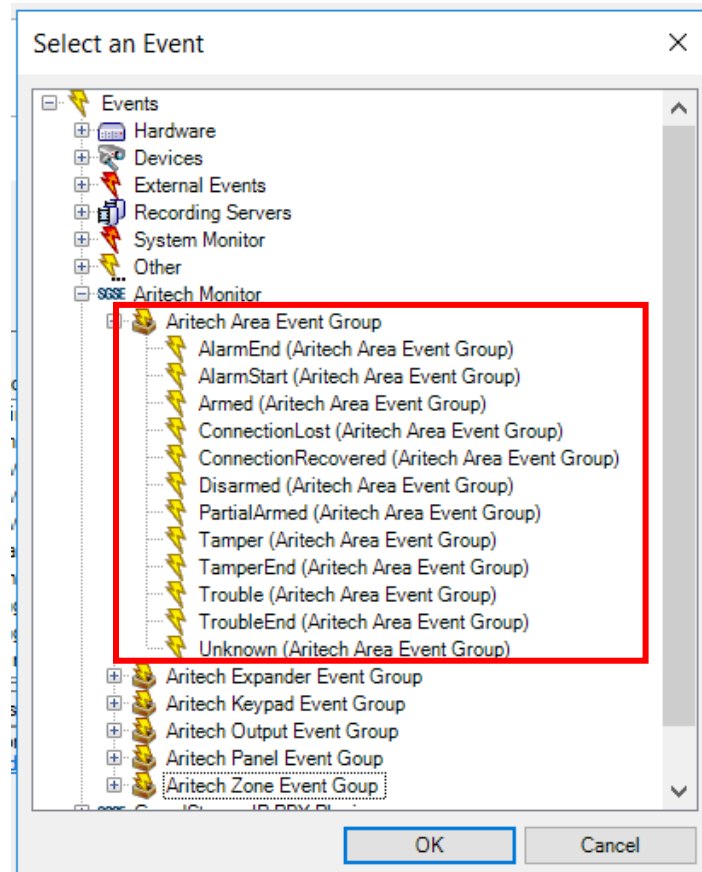 Select an Event
Events
Hardware
Devices
External Events
Recording Servers
System Monitor
Other
SGSE Aritech Monitor
Aritech Area Event Group
AlarmEnd (Aritech Area Event Group)
AlarmStart (Aritech Area Event Group)
Armed (Aritech Area Event Group)
ConnectionLost (Aritech Area Event Group)
ConnectionRecovered (Aritech Area Event Group)
Disarmed (Aritech Area Event Group)
PartialArmed (Aritech Area Event Group)
Tamper (Aritech Area Event Group)
TamperEnd (Aritech Area Event Group)
Trouble (Aritech Area Event Group)
TroubleEnd (Aritech Area Event Group)
Unknown (Aritech Area Event Group)
Aritech Expander Event Group
Aritech Keypad Event Group
Aritech Output Event Group
Aritech Panel Event Goup
Aritech Zone Event Goup
OK Cancel